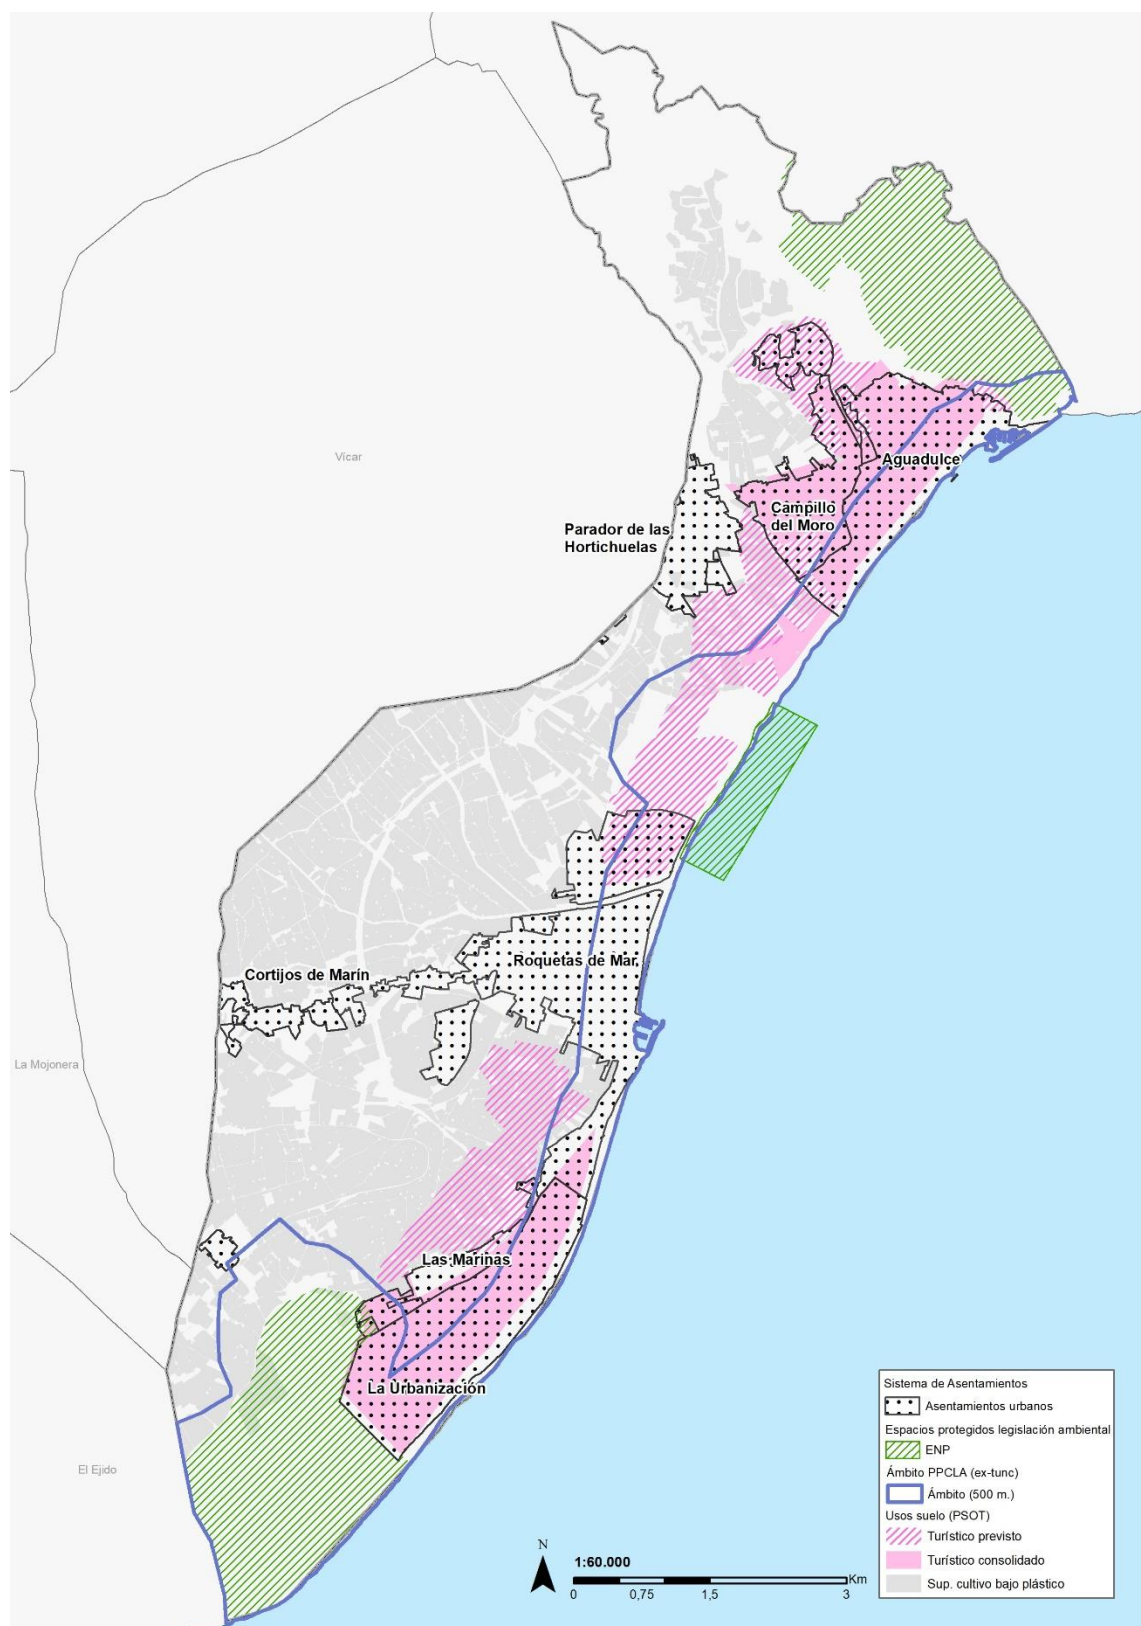 Vícar
Aguadulce
Campillo
del Moro
Parador de las
Hortichuelas
Roquetas de Mar
Cortijos de Marín
La Mojonera
Las Marinas
La Urbanización
El Ejido
Sistema de Asentamientos
Asentamientos urbanos
Espacios protegidos legislación ambiental
ENP
Ámbito PPCLA (ex-tunc)
Ámbito (500 m.)
Usos suelo (PSOT)
Turístico previsto
Turístico consolidado
Sup. cultivo bajo plástico
N
1:60.000
Km
0 0,75 1,5 3